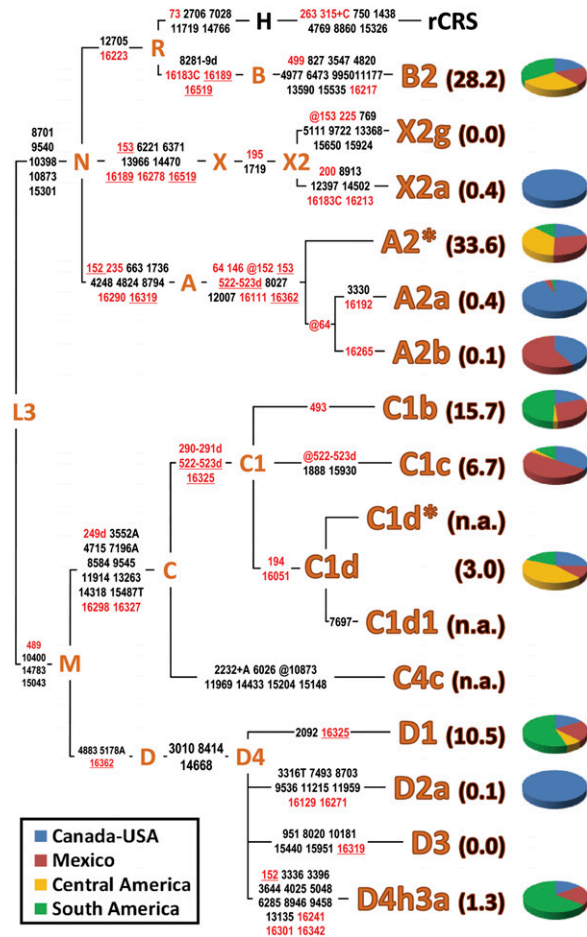 73 2706 7028
11719 14766
H
263 315+C 750 1438
4769 8860 15326
rCRS
12705
16223
R
8281-9d
16183C 16189
16519
B
499 827 3547 4820
4977 6473 9950 11177
13590 15535 16217
B2 (28.2)
8701
9540
10398
10873
15301
N
153 6221 6371
13966 14470
16189 16278 16519
X
195
1719
X2
@153 225 769
5111 9722 13368
15650 15924
X2g (0.0)
200 8913
12397 14502
16183C 16213
X2a (0.4)
152 235 663 1736
4248 4824 8794
16290 16319
A
64 146 @152 153
522-523d 8027
12007 16111 16362
A2* (33.6)
@64
3330
16192
A2a (0.4)
16265
A2b (0.1)
L3
493
C1b (15.7)
290-291d
522-523d
16325
C1
@522-523d
1888 15930
C1c (6.7)
249d 3552A
4715 7196A
8584 9545
11914 13263
14318 15487T
16298 16327
C
C1d* (n.a.)
194
16051
C1d
(3.0)
7697
C1d1 (n.a.)
489
10400
14783
15043
M
2232+A 6026 @10873
11969 14433 15204 15148
C4c (n.a.)
4883 5178A
16362
D
3010 8414
14668
D4
2092 16325
D1 (10.5)
3316T 7493 8703
9536 11215 11959
16129 16271
D2a (0.1)
951 8020 10181
15440 15951 16319
D3 (0.0)
152 3336 3396
3644 4025 5048
6285 8946 9458
13135 16241
16301 16342
D4h3a (1.3)
Canada-USA
Mexico
Central America
South America